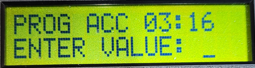 PROG ACC 03:16
ENTER VALUE: _